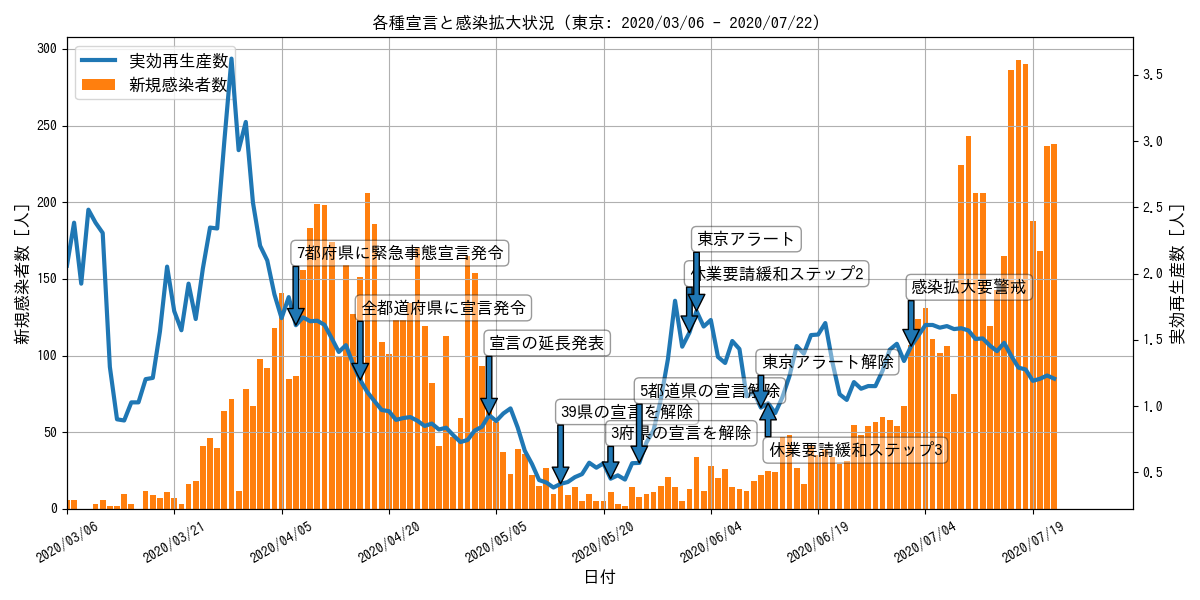 各種宣言と感染拡大状況 (東京: 2020/03/06 - 2020/07/22)
実効再生産数
新規感染者数
新規感染者数 [人]
300
250
200
150
100
50
0
3.5
3.0
2.5
2.0
1.5
1.0
0.5
実効再生産数 [人]
東京アラート
7都府県に緊急事態宣言発令
休業要請緩和ステップ2
感染拡大要警戒
全都道府県に宣言発令
宣言の延長発表
東京アラート解除
5都道県の宣言解除
39県の宣言を解除
3府県の宣言を解除
休業要請緩和ステップ3
2020/03/06
2020/03/21
2020/04/05
2020/04/20
2020/05/05
2020/05/20
2020/06/04
2020/06/19
2020/07/04
2020/07/19
日付